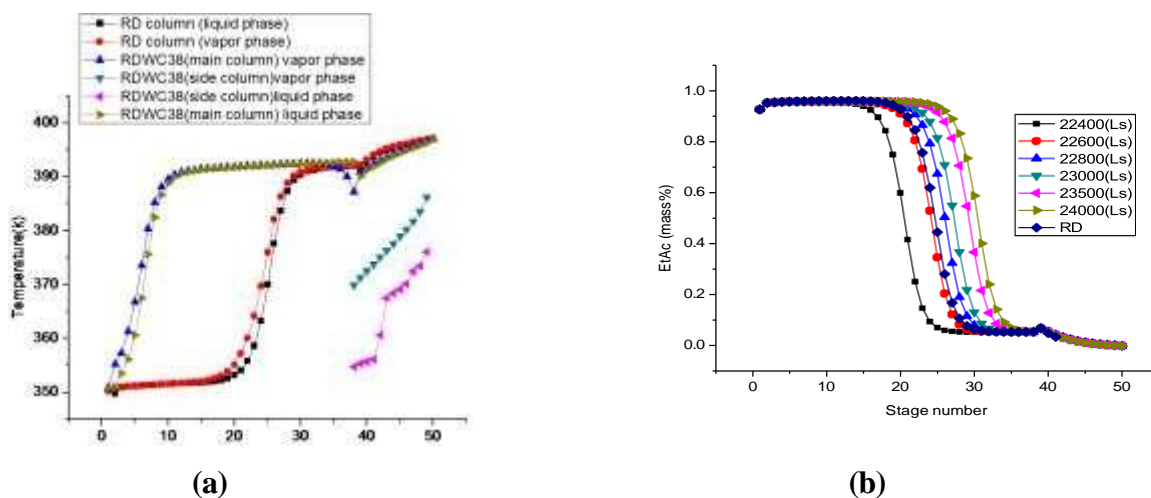 RD column (liquid phase)
RD column (vapor phase)
RDWC38(main column) vapor phase
RDWC38(side column)vapor phase
RDWC38(side column)liquid phase
RDWC38(main column) liquid phase
400
390
380
370
360
350
Temperature(k)
0 10 20 30 40 50
(a)
1.0
0.8
0.6
0.4
0.2
0.0
EtAc (mass%)
22400(Ls)
22600(Ls)
22800(Ls)
23000(Ls)
23500(Ls)
24000(Ls)
RD
0 10 20 30 40 50
Stage number
(b)